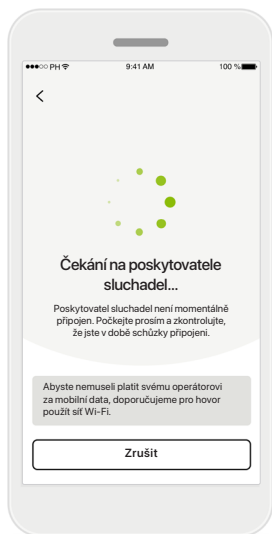 ●●●○○ PH 9:41 AM 100 %
Čekání na poskytovatele
sluchadel...
Poskytovatel sluchadel není momentálně
připojen. Počkejte prosím a zkontrolujte,
že jste v době schůzky připojeni.
Abyste nemuseli platit svému operátorovi
za mobilní data, doporučujeme pro hovor
použít síť Wi-Fi.
Zrušit